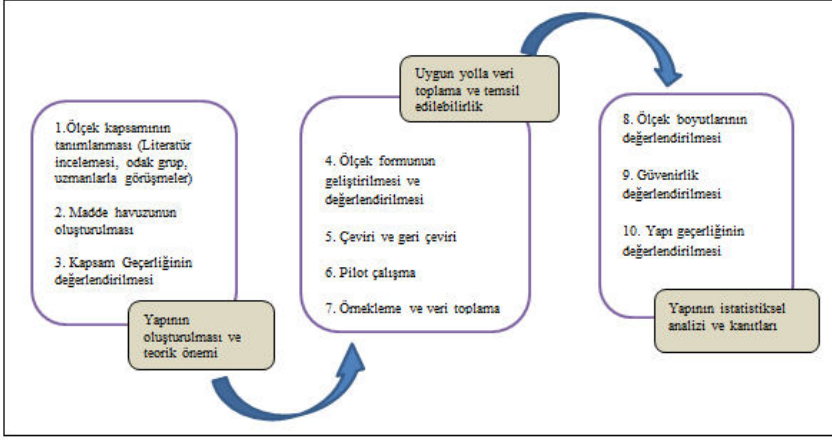 1.Ölçek kapsamının
tanımlanması (Literatür
incelemesi, odak grup,
uzmanlarla görüşmeler)
2. Madde havuzunun
oluşturulması
3. Kapsam Geçerliğinin
değerlendirilmesi
Yapının
oluşturulması ve
teorik önemi
Uygun yolla veri
toplama ve temsil
edilebilirlik
4. Ölçek formunun
geliştirilmesi ve
değerlendirilmesi
5. Çeviri ve geri çeviri
6. Pilot çalışma
7. Örnekleme ve veri toplama
8. Ölçek boyutlarının
değerlendirilmesi
9. Güvenirlik
değerlendirilmesi
10. Yapı geçerliğinin
değerlendirilmesi
Yapının istatistiksel
analizi ve kanıtları